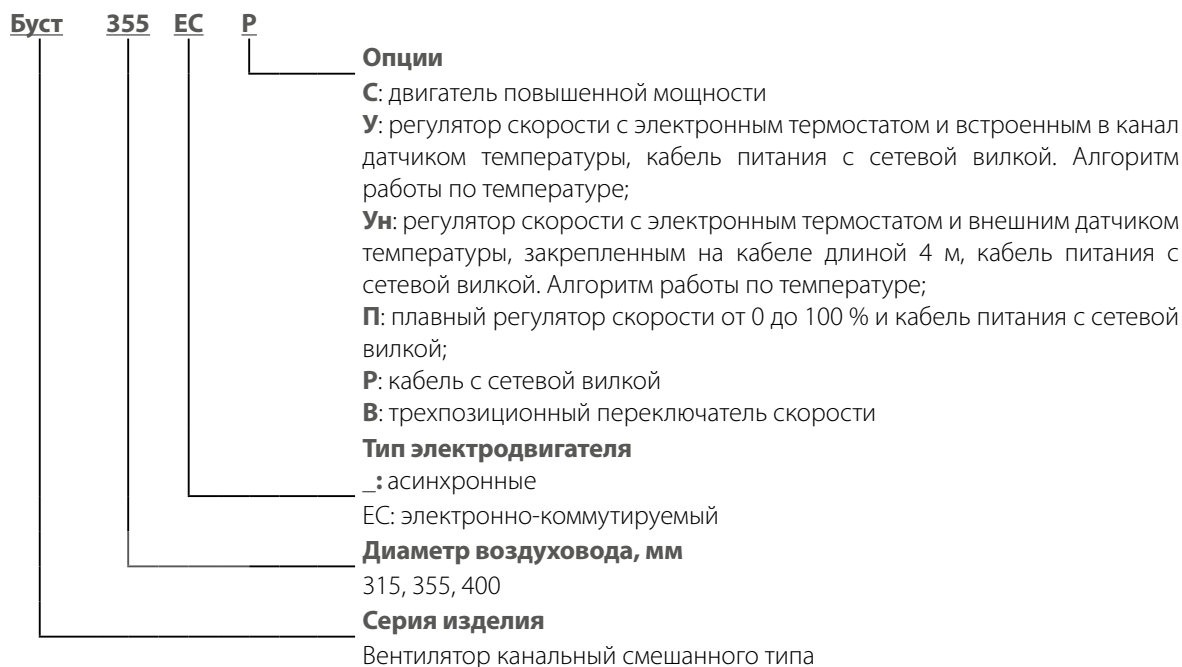 Буст 355 ЕС Р
Опции
С: двигатель повышенной мощности
У: регулятор скорости с электронным термостатом и встроенным в канал
датчиком температуры, кабель питания с сетевой вилкой. Алгоритм
работы по температуре;
Ун: регулятор скорости с электронным термостатом и внешним датчиком
температуры, закрепленным на кабеле длиной 4 м, кабель питания с
сетевой вилкой. Алгоритм работы по температуре;
П: плавный регулятор скорости от 0 до 100 % и кабель питания с сетевой
вилкой;
Р: кабель с сетевой вилкой
В: трехпозиционный переключатель скорости
Тип электродвигателя
_: асинхронные
ЕС: электронно-коммутируемый
Диаметр воздуховода, мм
315, 355, 400
Серия изделия
Вентилятор канальный смешанного типа